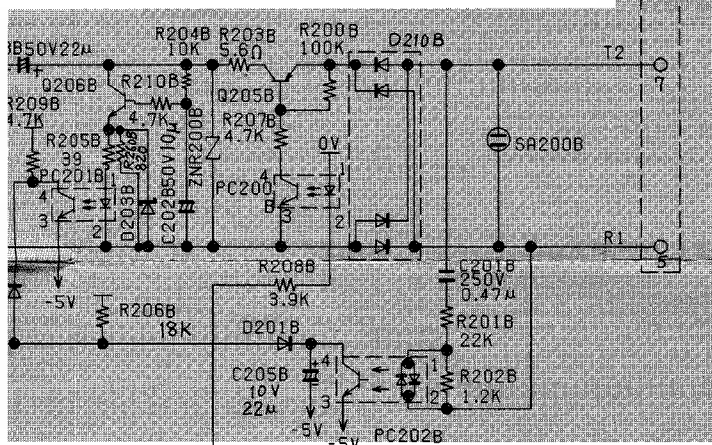 B50V22μ
R204B
10K
R203B
5.6Ω
R200B
100K
D210B
T2
7
Q206B
R210B
4.7K
Q205B
R209B
4.7K
R207B
4.7K
0V
SA200B
R205B
39
820
ZNR200B
C202B50V10μ
D203B
PC201B
4
3
1
2
PC200
B
4
3
1
2
R1
5
-5V
R208B
3.9K
C201B
250V
0.47μ
R206B
18K
D201B
R201B
22K
C205B
10V
22μ
+
4
3
1
2
R202B
1.2K
-5V
-5V
PC202B